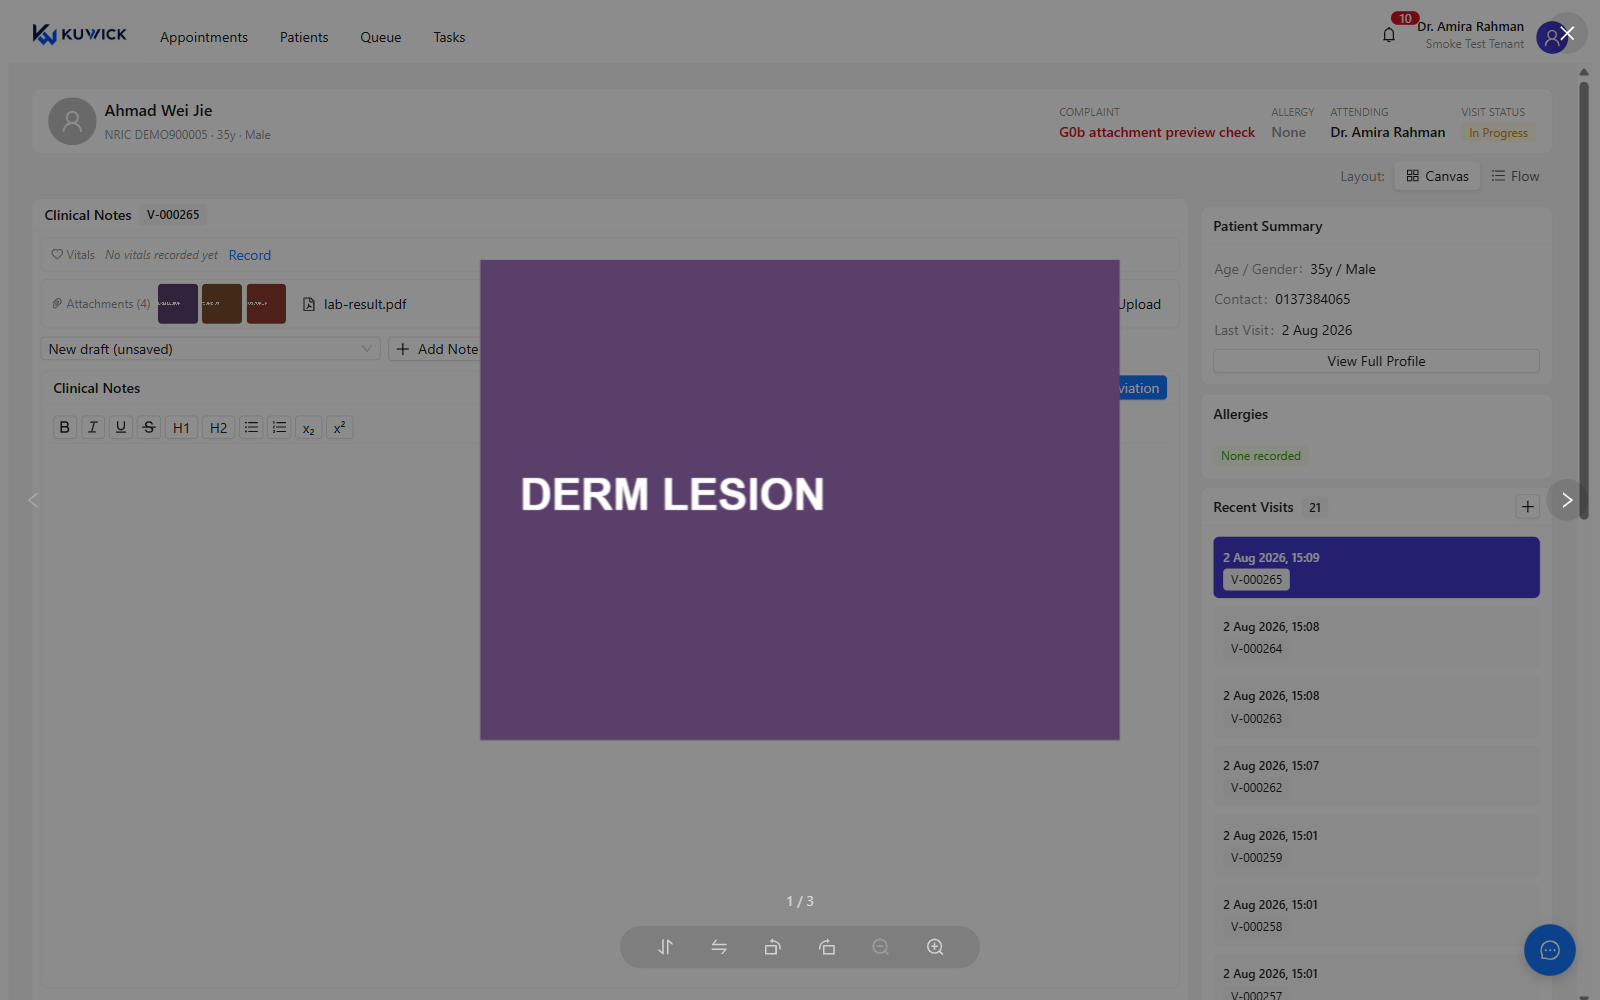 KUWICK
Appointments
Patients
Queue
Tasks
10
Dr. Amira Rahman
Smoke Test Tenant
Ahmad Wei Jie
NRIC DEMO900005 · 35y · Male
COMPLAINT
G0b attachment preview check
ALLERGY
None
ATTENDING
Dr. Amira Rahman
VISIT STATUS
In Progress
Layout:
Canvas
Flow
Clinical Notes
V-000265
Vitals
No vitals recorded yet
Record
Attachments (4)
lab-result.pdf
Upload
New draft (unsaved)
Add Note
Clinical Notes
viation
B
I
U
S
H1
H2
x₂
x²
DERM LESION
1 / 3
Patient Summary
Age / Gender: 35y / Male
Contact: 0137384065
Last Visit: 2 Aug 2026
View Full Profile
Allergies
None recorded
Recent Visits
21
2 Aug 2026, 15:09
V-000265
2 Aug 2026, 15:08
V-000264
2 Aug 2026, 15:08
V-000263
2 Aug 2026, 15:07
V-000262
2 Aug 2026, 15:01
V-000259
2 Aug 2026, 15:01
V-000258
2 Aug 2026, 15:01
V-000257